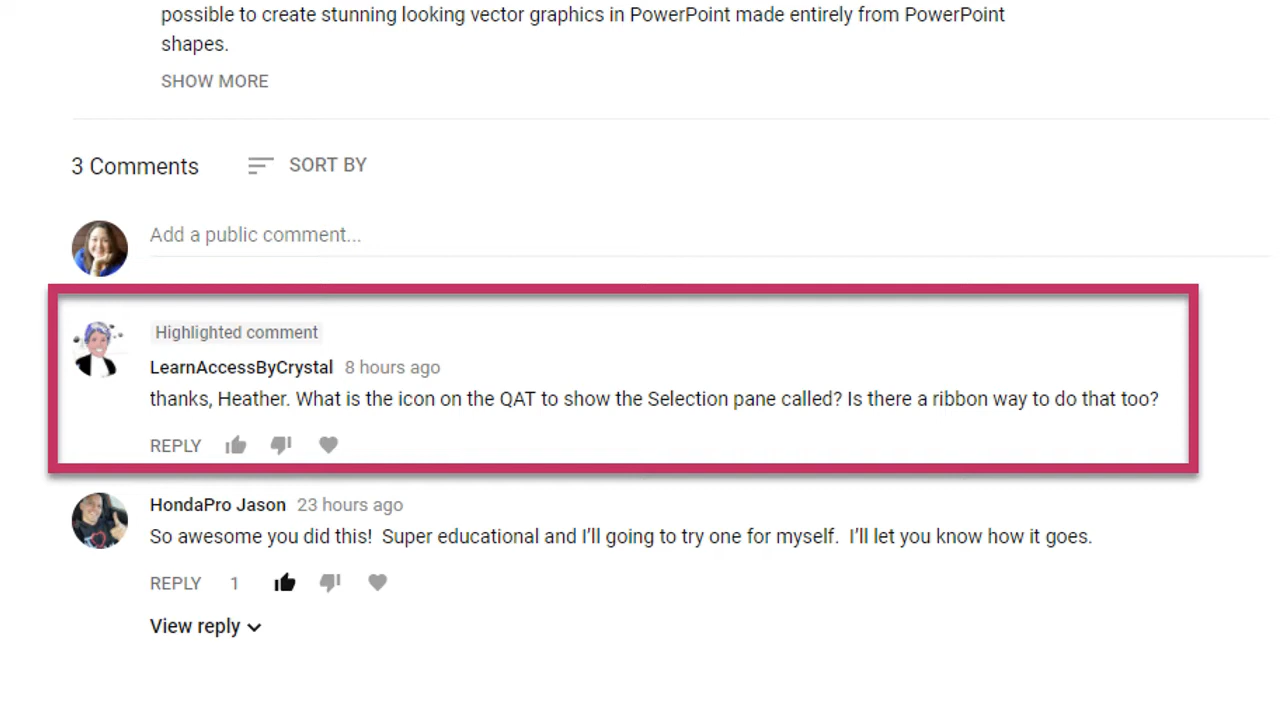 possible to create stunning looking vector graphics in PowerPoint made entirely from PowerPoint
shapes.
SHOW MORE
3 Comments SORT BY
Add a public comment...
Highlighted comment
LearnAccessByCrystal 8 hours ago
thanks, Heather. What is the icon on the QAT to show the Selection pane called? Is there a ribbon way to do that too?
REPLY
HondaPro Jason 23 hours ago
So awesome you did this!  Super educational and I’ll going to try one for myself.  I’ll let you know how it goes.
REPLY 1
View reply